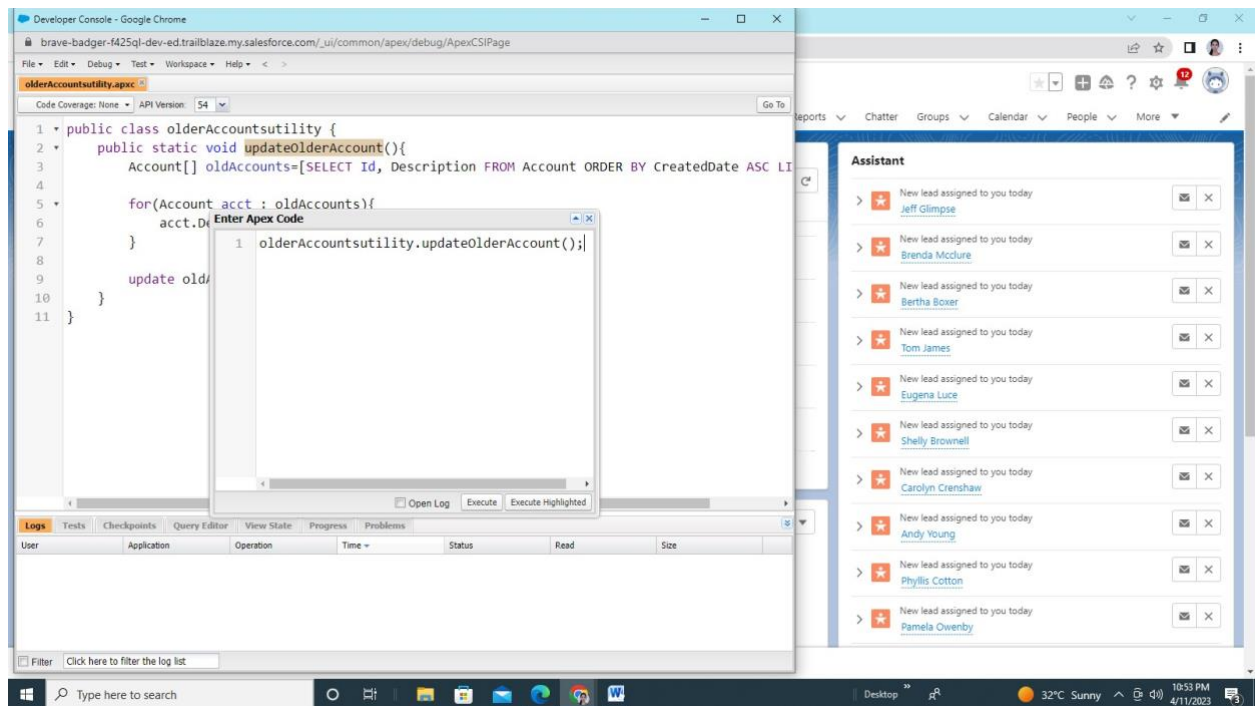 Developer Console - Google Chrome
brave-badger-f425ql-dev-ed.trailblaze.my.salesforce.com/_ui/common/apex/debug/ApexCSIPage
File Edit Debug Test Workspace Help < >
olderAccountsutility.apxc
Code Coverage: None API Version: 54 Go To
1 public class olderAccountsutility {
2 public static void updateOlderAccount(){
3 Account[] oldAccounts=[SELECT Id, Description FROM Account ORDER BY CreatedDate ASC LI
4
5 for(Account acct : oldAccounts){
6 acct.De
7 }
8
9 update oldA
10 }
11 }
Enter Apex Code
1 olderAccountsutility.updateOlderAccount();
Open Log Execute Execute Highlighted
Logs Tests Checkpoints Query Editor View State Progress Problems
User Application Operation Time Status Read Size
Filter Click here to filter the log list
12
Reports Chatter Groups Calendar People More
Assistant
New lead assigned to you today
Jeff Glimpse
New lead assigned to you today
Brenda Mcclure
New lead assigned to you today
Bertha Boxer
New lead assigned to you today
Tom James
New lead assigned to you today
Eugena Luce
New lead assigned to you today
Shelly Brownell
New lead assigned to you today
Carolyn Crenshaw
New lead assigned to you today
Andy Young
New lead assigned to you today
Phyllis Cotton
New lead assigned to you today
Pamela Owenby
Type here to search
Desktop
32°C Sunny
10:53 PM
4/11/2023
3